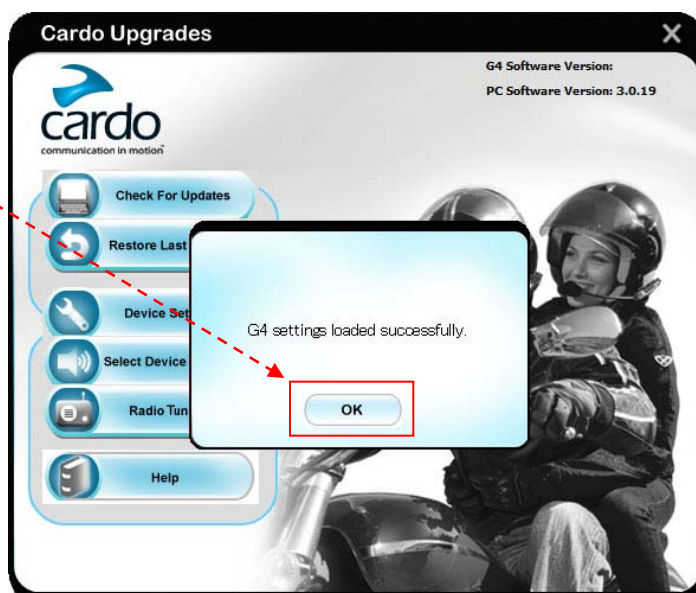 Cardo Upgrades
G4 Software Version:
PC Software Version: 3.0.19
cardo
communication in motion
Check For Updates
Restore Last
Device Set
G4 settings loaded successfully.
Select Device
Radio Tun
OK
Help